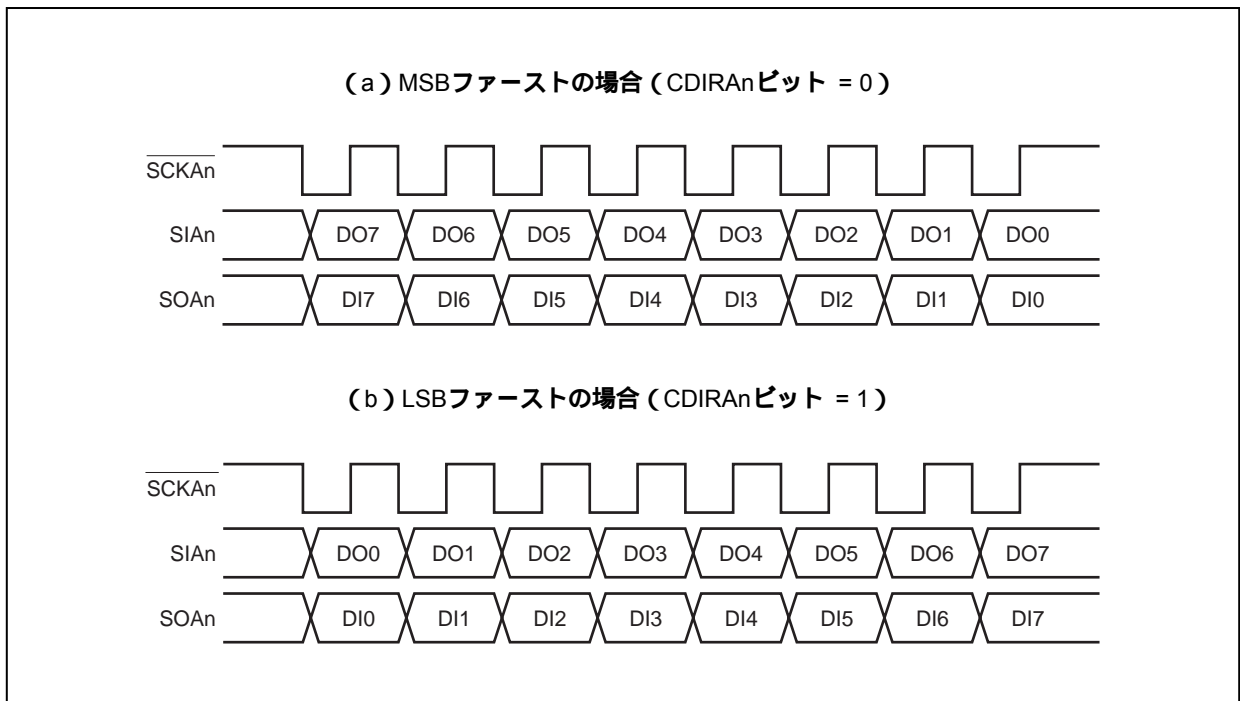 (a)MSBファーストの場合(CDIRAnビット = 0)
SCKAn
SIAn DO7 DO6 DO5 DO4 DO3 DO2 DO1 DO0
SOAn DI7 DI6 DI5 DI4 DI3 DI2 DI1 DI0
(b)LSBファーストの場合(CDIRAnビット = 1)
SCKAn
SIAn DO0 DO1 DO2 DO3 DO4 DO5 DO6 DO7
SOAn DI0 DI1 DI2 DI3 DI4 DI5 DI6 DI7